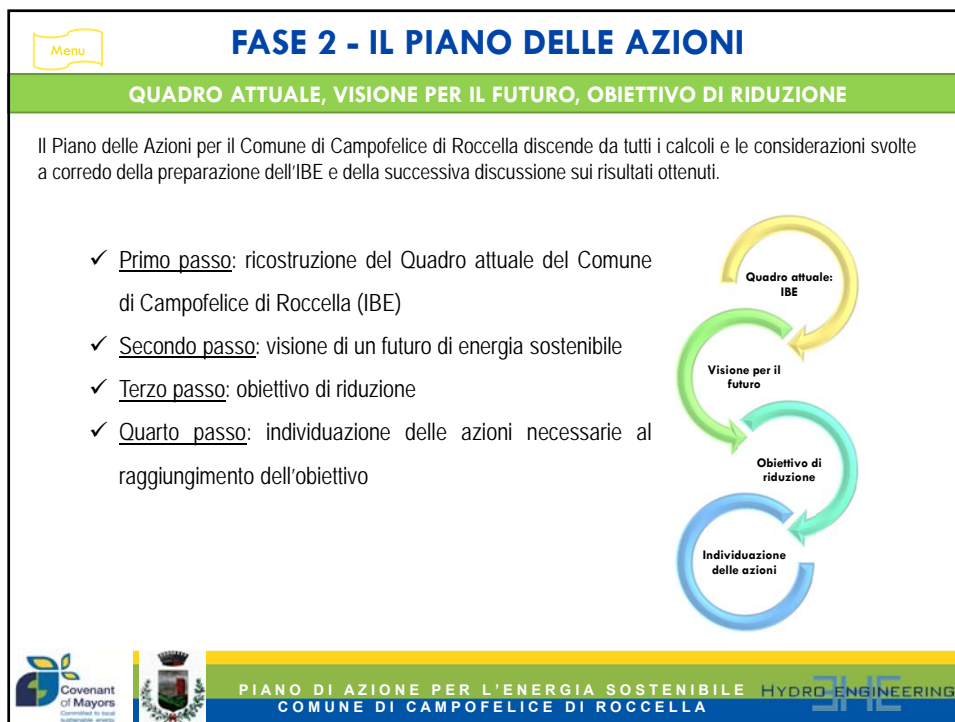 Menu
FASE 2 - IL PIANO DELLE AZIONI
QUADRO ATTUALE, VISIONE PER IL FUTURO, OBIETTIVO DI RIDUZIONE
Il Piano delle Azioni per il Comune di Campofelice di Roccella discende da tutti i calcoli e le considerazioni svolte
a corredo della preparazione dell'IBE e della successiva discussione sui risultati ottenuti.
✓ Primo passo: ricostruzione del Quadro attuale del Comune
di Campofelice di Roccella (IBE)
✓ Secondo passo: visione di un futuro di energia sostenibile
✓ Terzo passo: obiettivo di riduzione
✓ Quarto passo: individuazione delle azioni necessarie al
raggiungimento dell'obiettivo
Quadro attuale:
IBE
Visione per il
futuro
Obiettivo di
riduzione
Individuazione
delle azioni
Covenant
of Mayors
Committed to local
sustainable energy
PIANO DI AZIONE PER L'ENERGIA SOSTENIBILE
COMUNE DI CAMPOFELICE DI ROCCELLA
HYDRO ENGINEERING